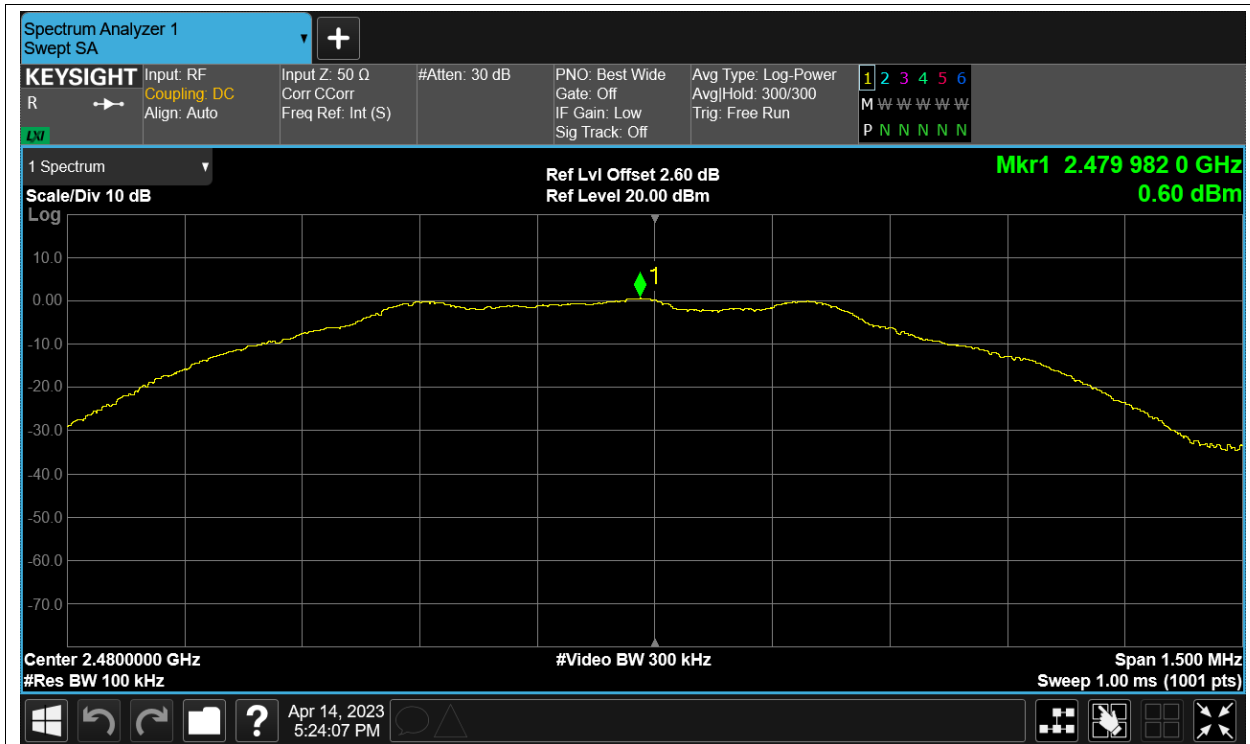 Spectrum Analyzer 1
Swept SA
KEYSIGHT
R
LXI
Input: RF
Coupling: DC
Align: Auto
Input Z: 50 Ω
Corr CCorr
Freq Ref: Int (S)
#Atten: 30 dB
PNO: Best Wide
Gate: Off
IF Gain: Low
Sig Track: Off
Avg Type: Log-Power
Avg|Hold: 300/300
Trig: Free Run
1 2 3 4 5 6
M W W W W W
P N N N N N
1 Spectrum
Scale/Div 10 dB
Log
Ref Lvl Offset 2.60 dB
Ref Level 20.00 dBm
Mkr1 2.479 982 0 GHz
0.60 dBm
1
10.0
0.00
-10.0
-20.0
-30.0
-40.0
-50.0
-60.0
-70.0
Center 2.4800000 GHz
#Res BW 100 kHz
#Video BW 300 kHz
Span 1.500 MHz
Sweep 1.00 ms (1001 pts)
?
Apr 14, 2023
5:24:07 PM